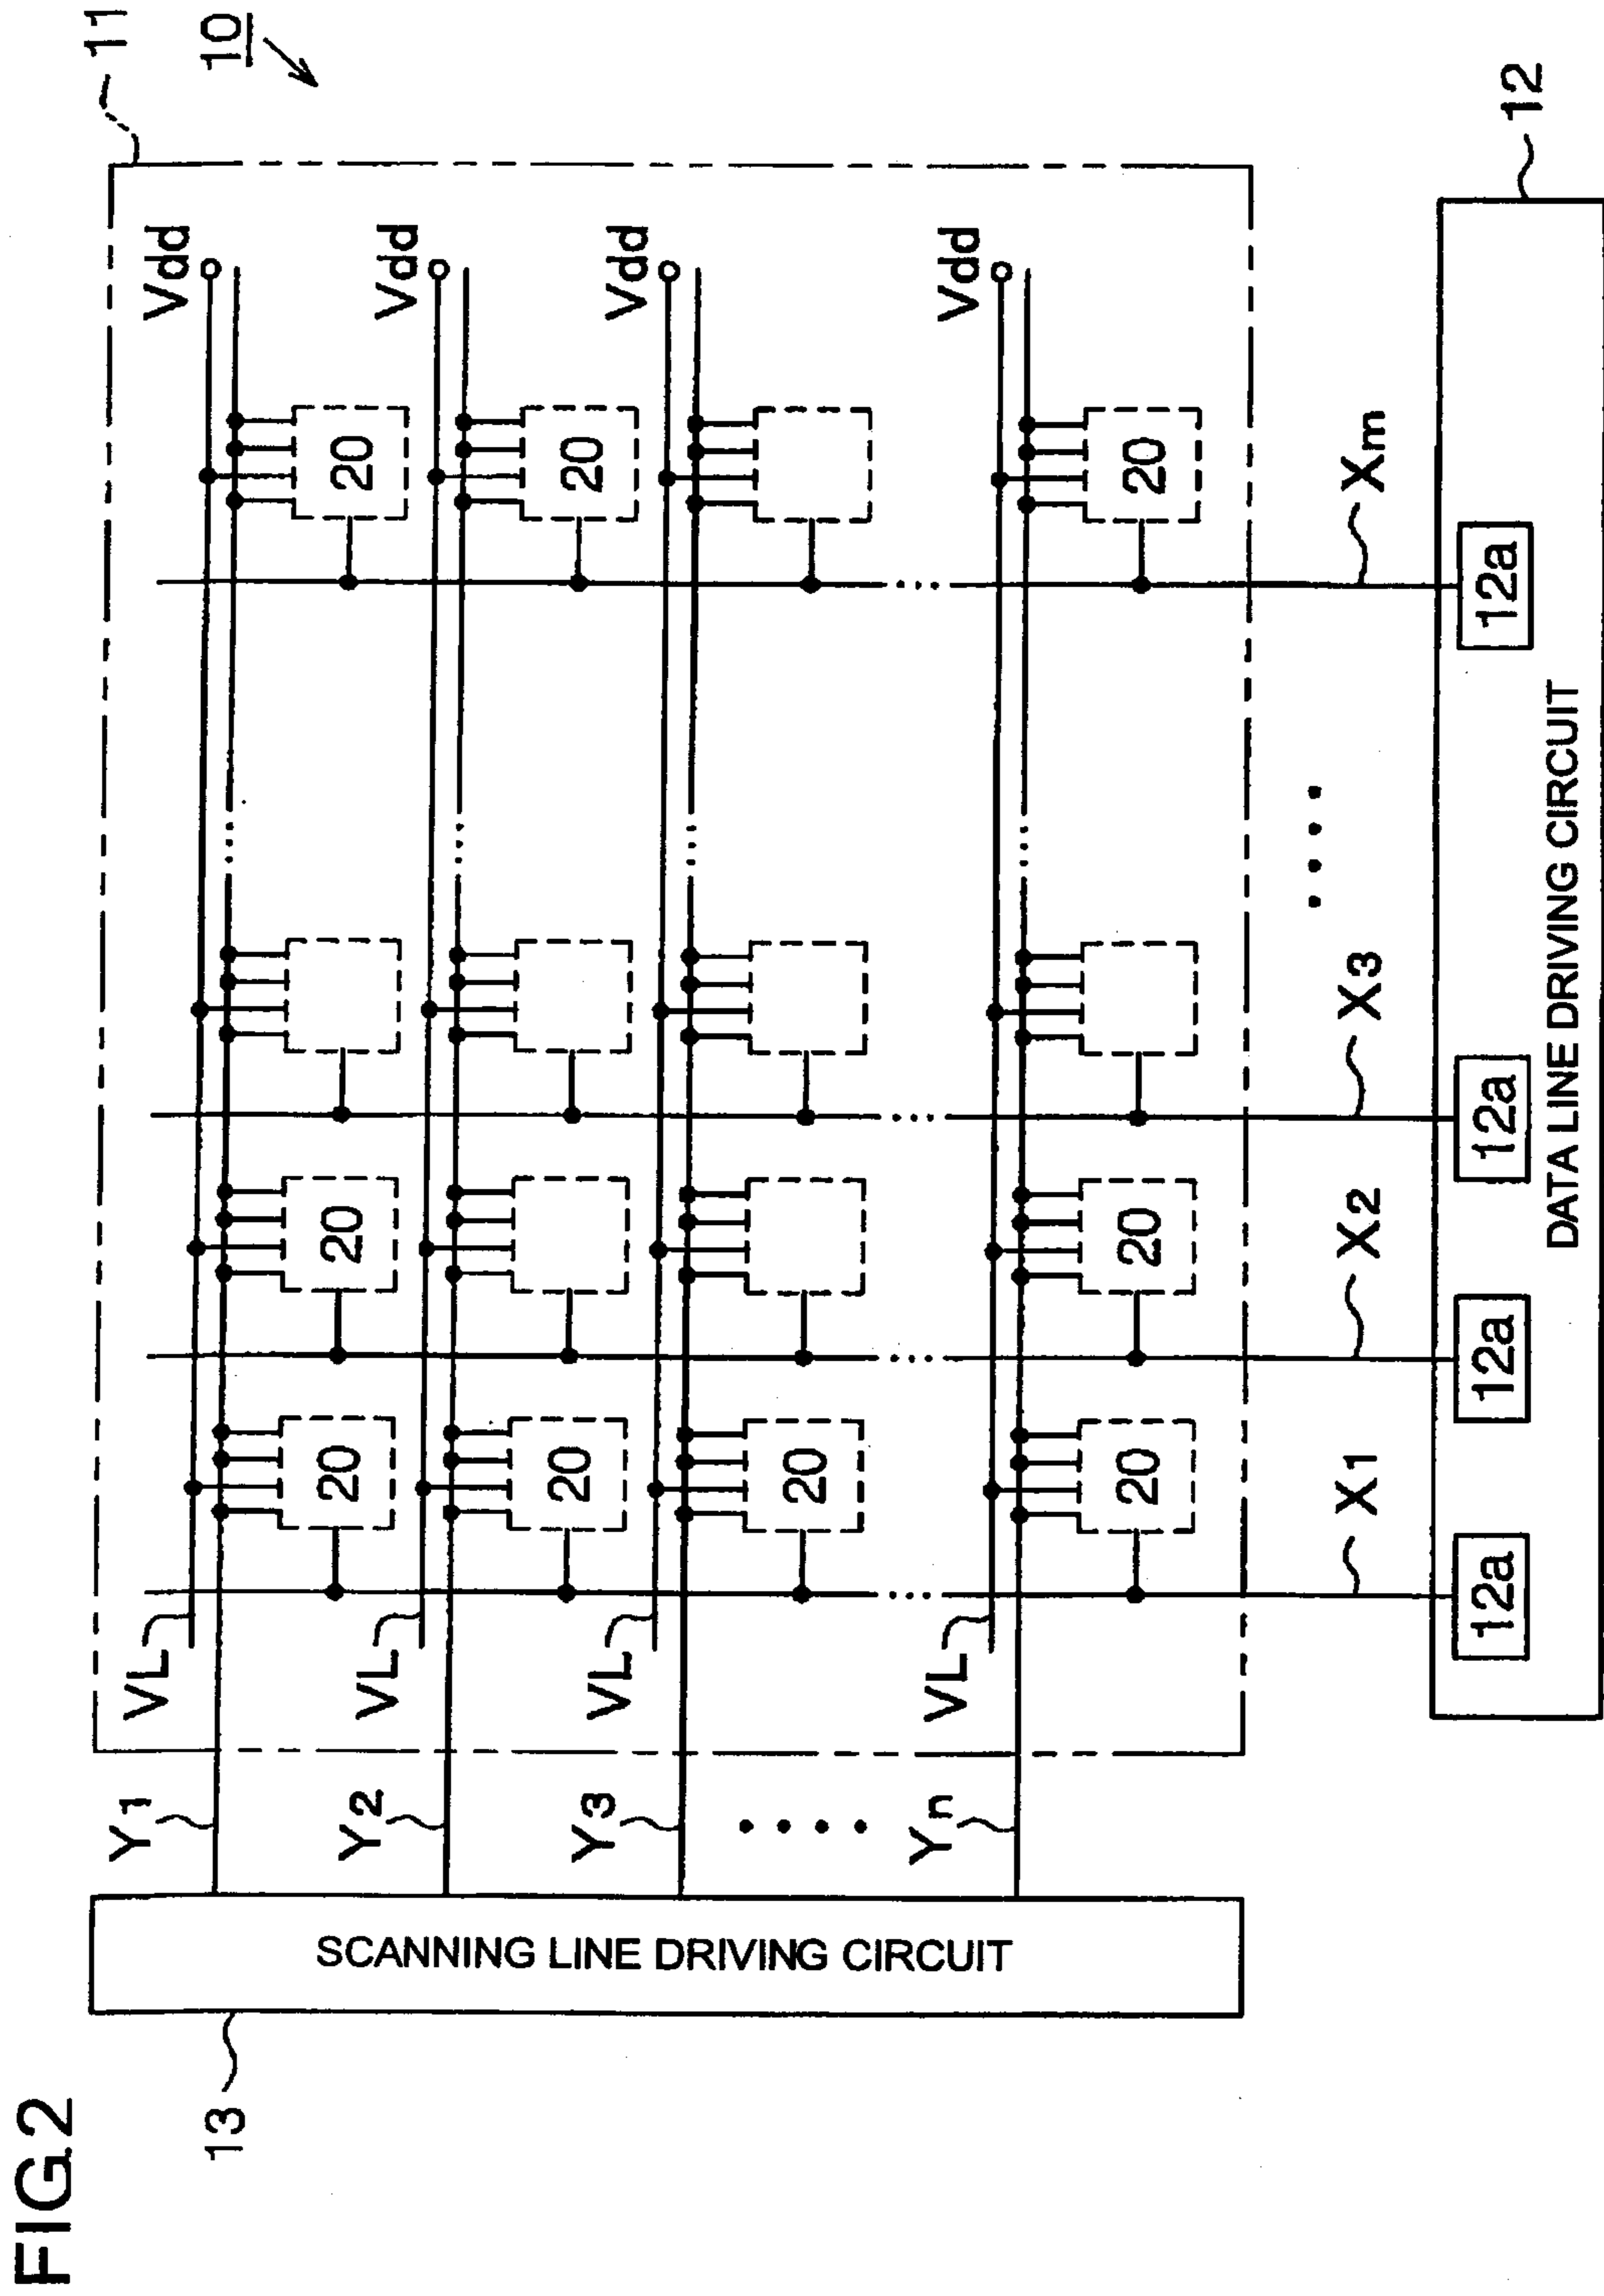 FIG.2
10
11
13
SCANNING LINE DRIVING CIRCUIT
Y1
Y2
Y3
Yn
VL
VL
VL
VL
Vdd
Vdd
Vdd
Vdd
20
20
20
20
20
20
20
20
20
X1
X2
X3
Xm
12
12a
12a
12a
12a
DATA LINE DRIVING CIRCUIT